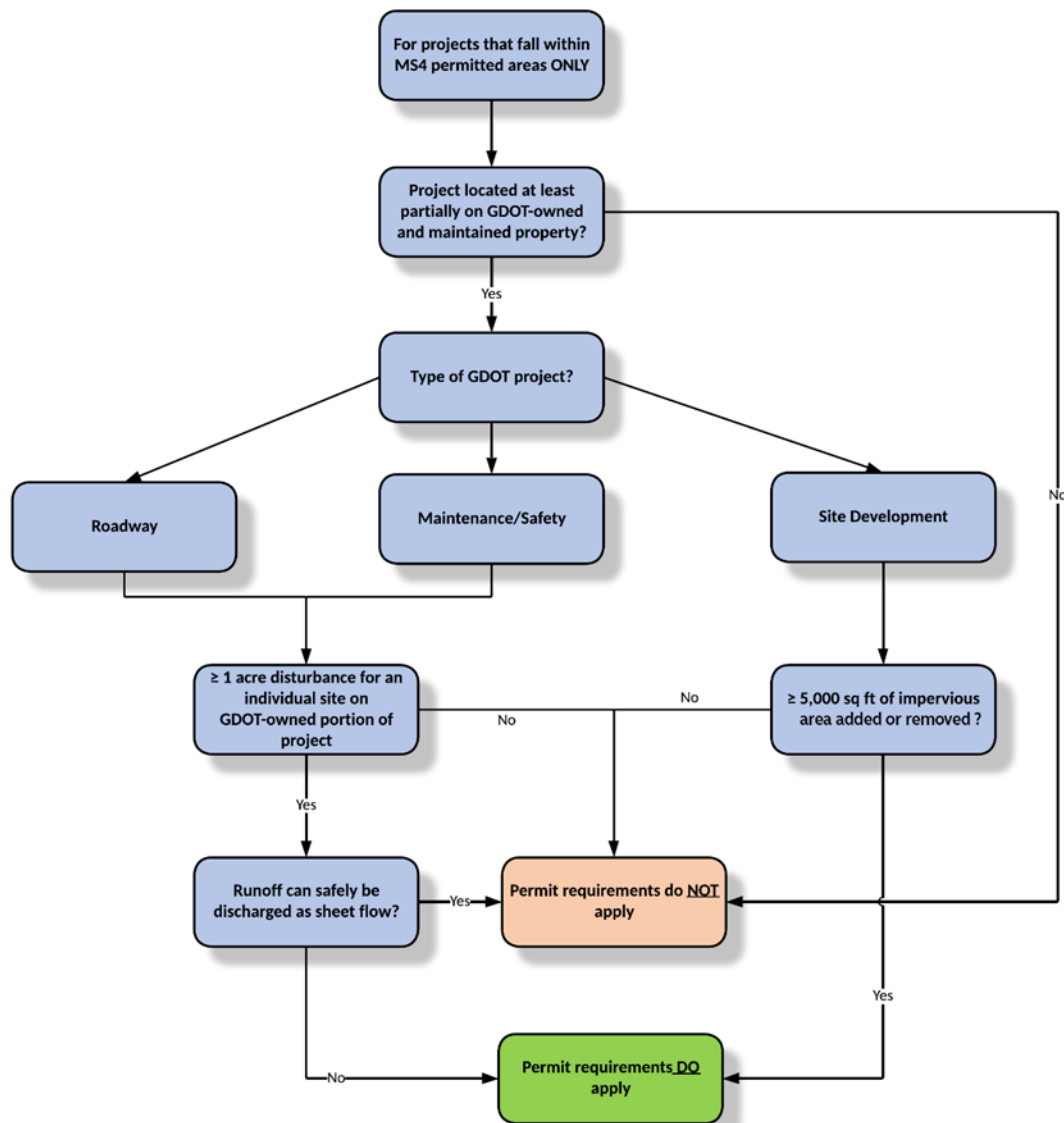 For projects that fall within
MS4 permitted areas ONLY
Project located at least
partially on GDOT-owned
and maintained property?
Yes
Type of GDOT project?
Roadway
Maintenance/Safety
Site Development
No
≥ 1 acre disturbance for an
individual site on
GDOT-owned portion of
project
No
No
≥ 5,000 sq ft of impervious
area added or removed ?
Yes
Runoff can safely be
discharged as sheet flow?
Yes
Permit requirements do NOT
apply
Yes
No
Permit requirements DO
apply